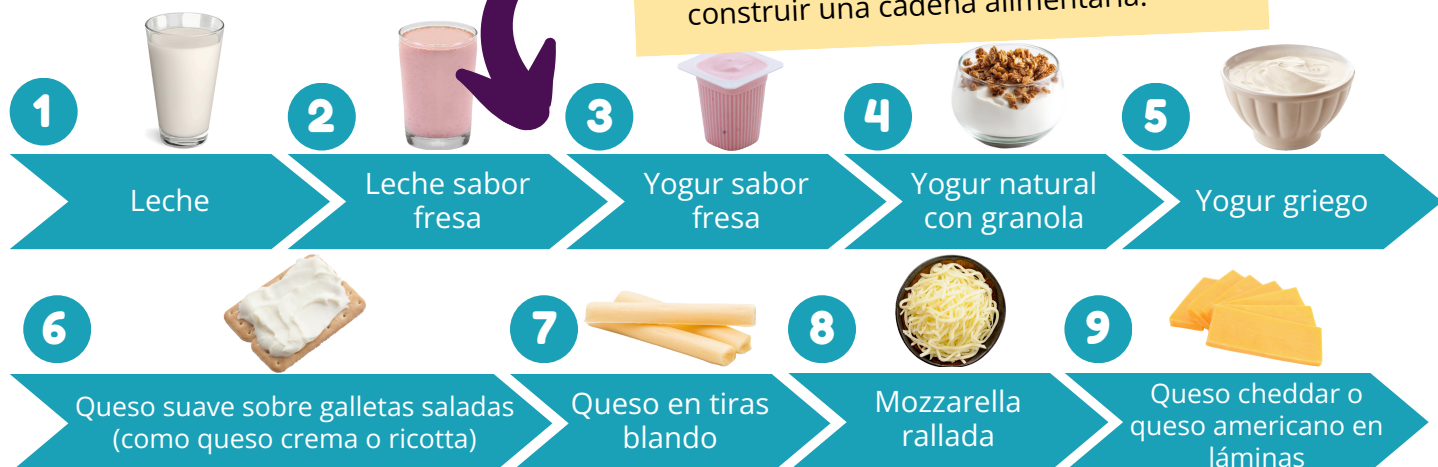 construir una cadena alimentaria.
1
2
3
4
5
Leche
Leche sabor
fresa
Yogur sabor
fresa
Yogur natural
con granola
Yogur griego
6
7
8
9
Queso suave sobre galletas saladas
(como queso crema o ricotta)
Queso en tiras
blando
Mozzarella
rallada
Queso cheddar o
queso americano en
láminas